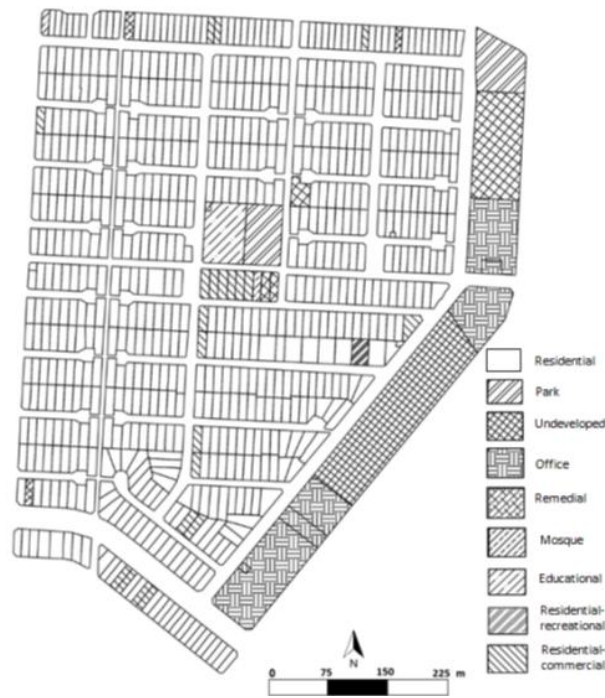 Residential
Park
Undeveloped
Office
Remedial
Mosque
Educational
Residential-
recreational
Residential-
commercial
N
0 75 150 225 m